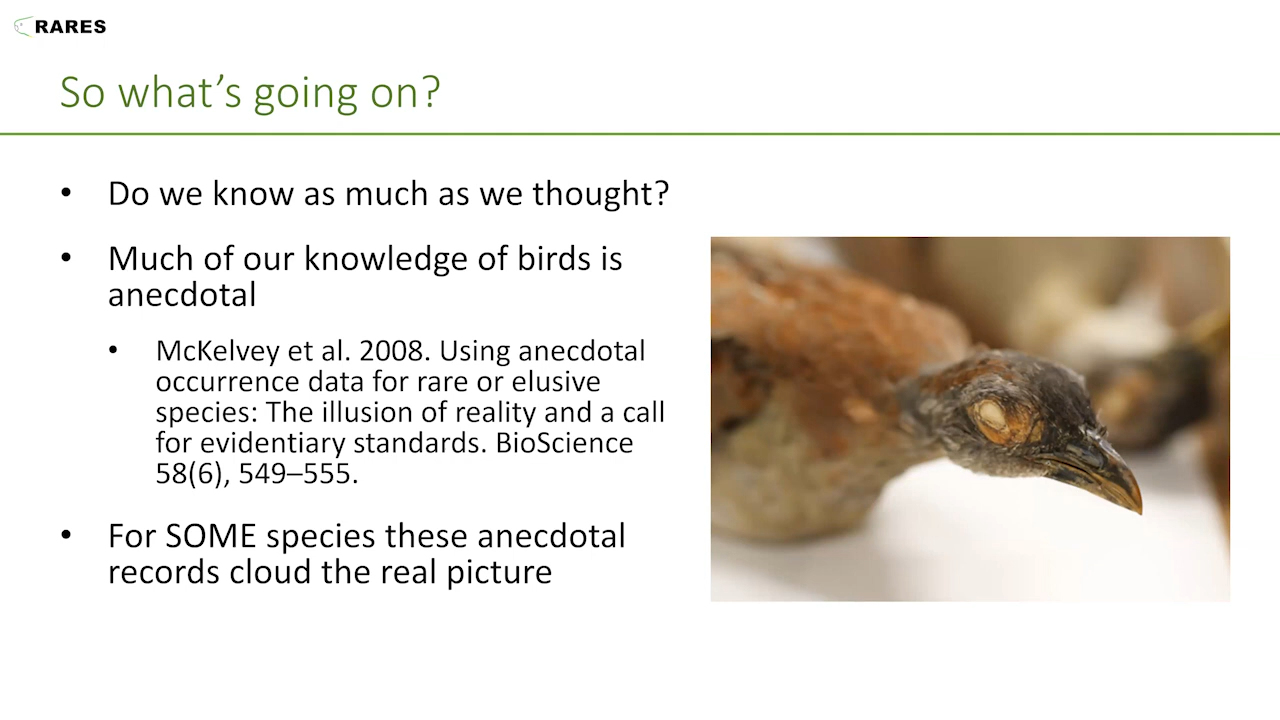 RARES
So what’s going on?
• Do we know as much as we thought?
• Much of our knowledge of birds is
anecdotal
• McKelvey et al. 2008. Using anecdotal
occurrence data for rare or elusive
species: The illusion of reality and a call
for evidentiary standards. BioScience
58(6), 549–555.
• For SOME species these anecdotal
records cloud the real picture